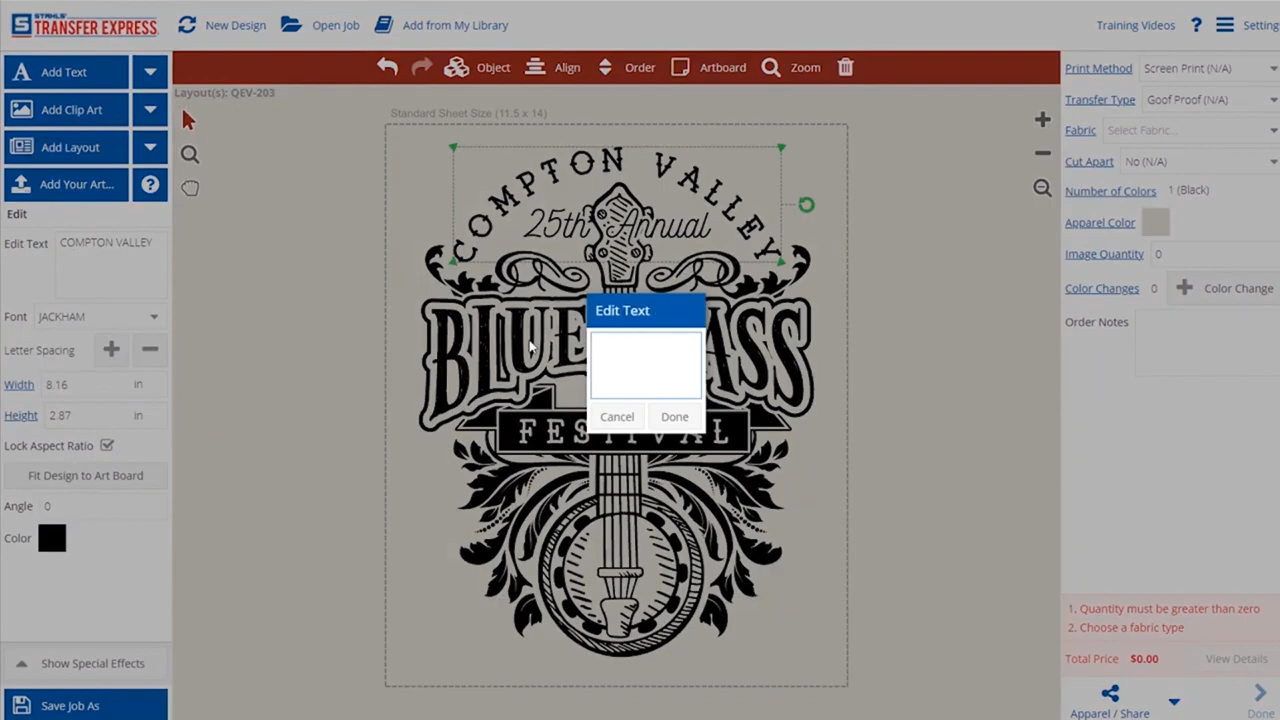 STAHLS'
TRANSFER EXPRESS
New Design
Open Job
Add from My Library
Training Videos
?
Setting
Add Text
Add Clip Art
Add Layout
Add Your Art...
?
Object
Align
Order
Artboard
Zoom
Layout(s): QEV-203
Standard Sheet Size (11.5 x 14)
Edit
Edit Text
COMPTON VALLEY
Font
JACKHAM
Letter Spacing
Width
8.16
in
Height
2.87
in
Lock Aspect Ratio
Fit Design to Art Board
Angle
0
Color
Show Special Effects
Save Job As
COMPTON VALLEY
25th Annual
Edit Text
Cancel
Done
FESTIVAL
Print Method
Screen Print (N/A)
Transfer Type
Goof Proof (N/A)
Fabric
Select Fabric...
Cut Apart
No (N/A)
Number of Colors
1 (Black)
Apparel Color
Image Quantity
0
Color Changes
0
Color Change
Order Notes
1. Quantity must be greater than zero
2. Choose a fabric type
Total Price
$0.00
View Details
Apparel / Share
Done